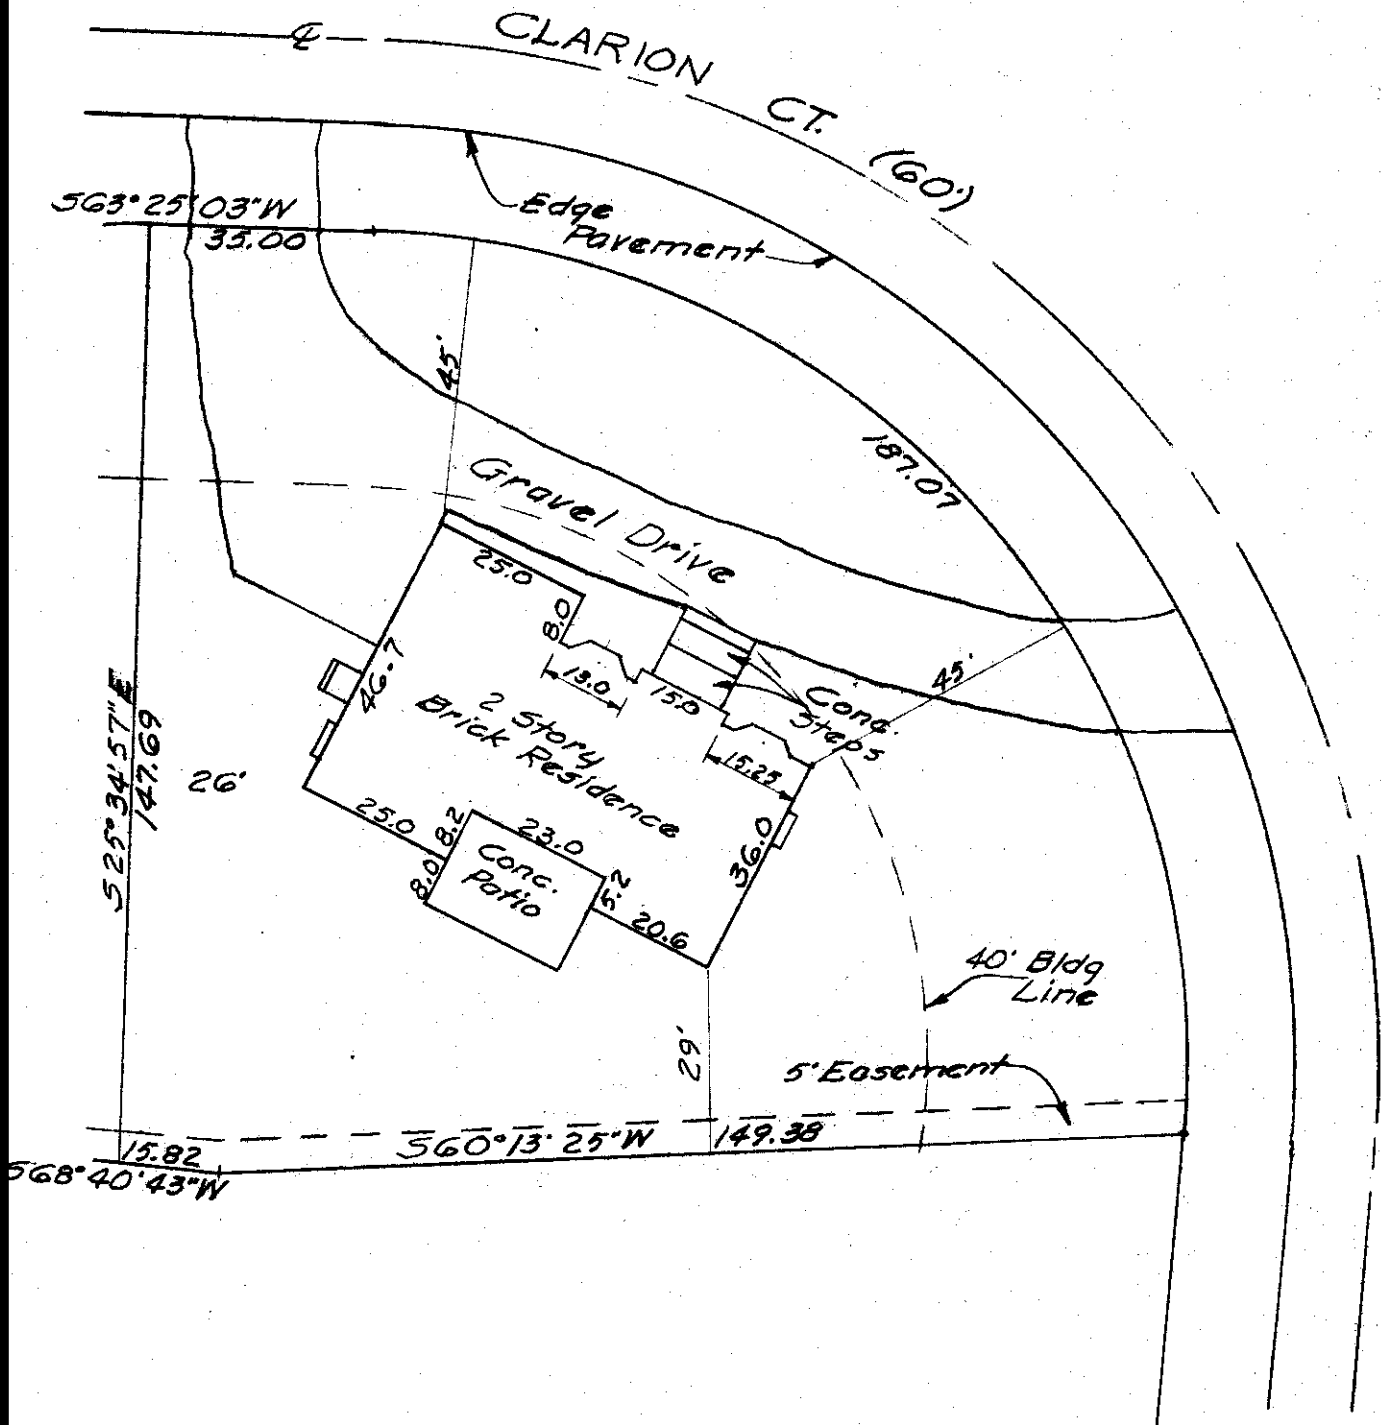 ℄
CLARION CT. (60')
S63°25'03"W
35.00
Edge
Pavement
45'
187.07
Gravel Drive
25.0
8.0
13.0
15.0
45'
Conc.
Steps
15.25
46.7
2 Story
Brick Residence
S25°34'57"E
147.69
26'
25.0
8.2
23.0
8.0
Conc.
Patio
5.2
20.6
36.0
40' Bldg
Line
29'
5' Easement
15.82
S60°13'25"W 149.38
S68°40'43"W